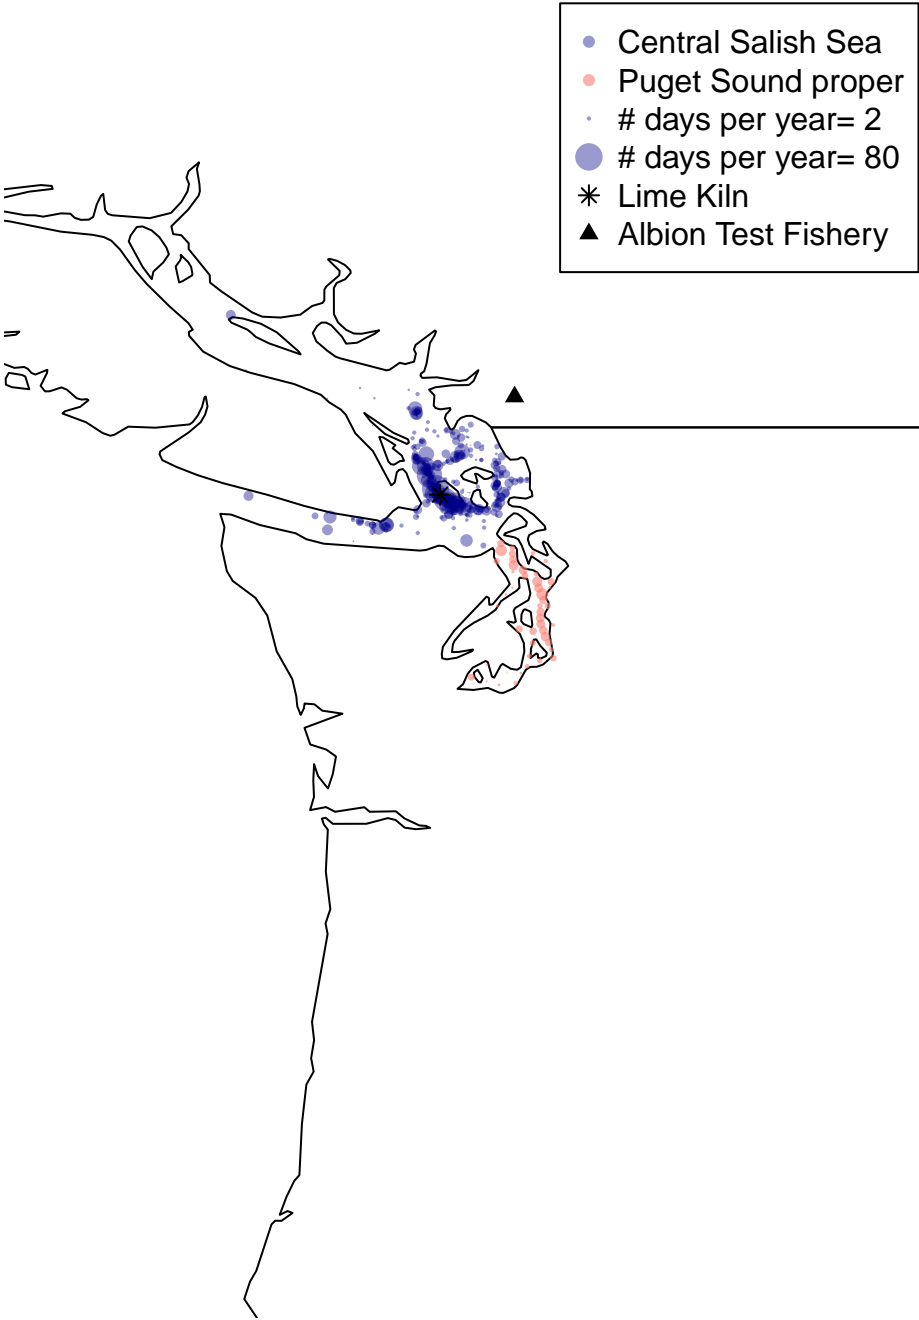 Central Salish Sea
Puget Sound proper
# days per year= 2
# days per year= 80
Lime Kiln
Albion Test Fishery